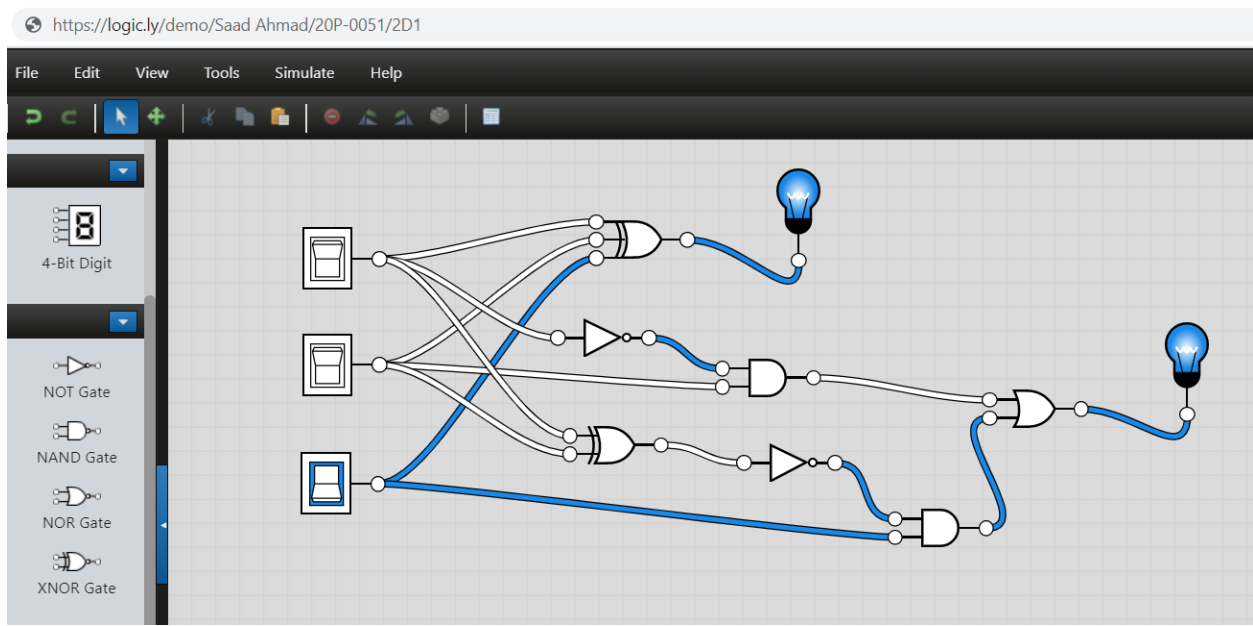 https://logic.ly/demo/Saad Ahmad/20P-0051/2D1
File Edit View Tools Simulate Help
4-Bit Digit
NOT Gate
NAND Gate
NOR Gate
XNOR Gate